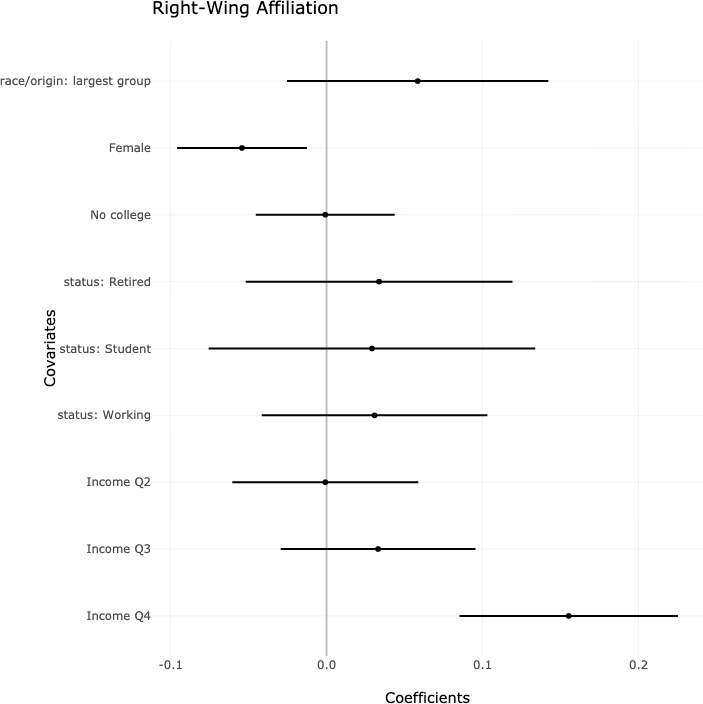 Right-Wing Affiliation
race/origin: largest group
Female
No college
status: Retired
status: Student
status: Working
Income Q2
Income Q3
Income Q4
Covariates
-0.1
0.0
0.1
0.2
Coefficients